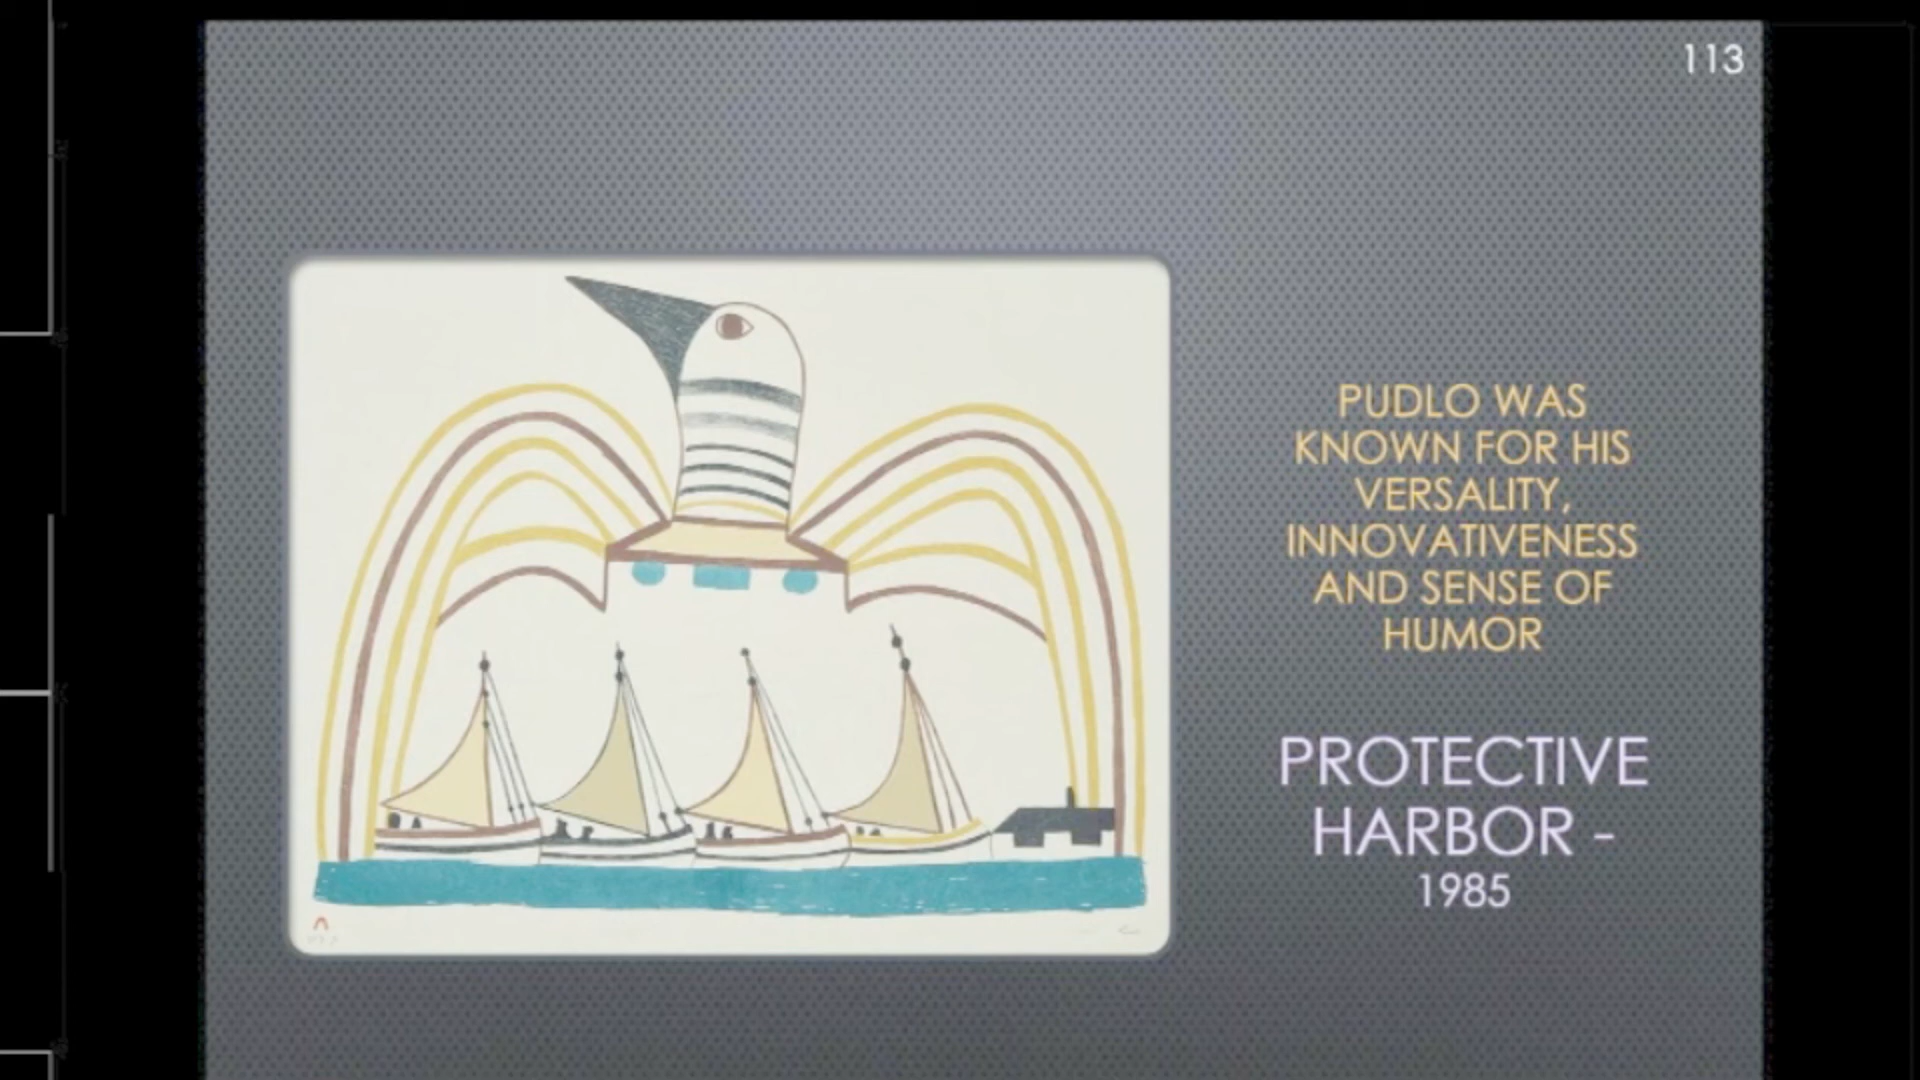 113
PUDLO WAS
KNOWN FOR HIS
VERSALITY,
INNOVATIVENESS
AND SENSE OF
HUMOR
PROTECTIVE
HARBOR -
1985